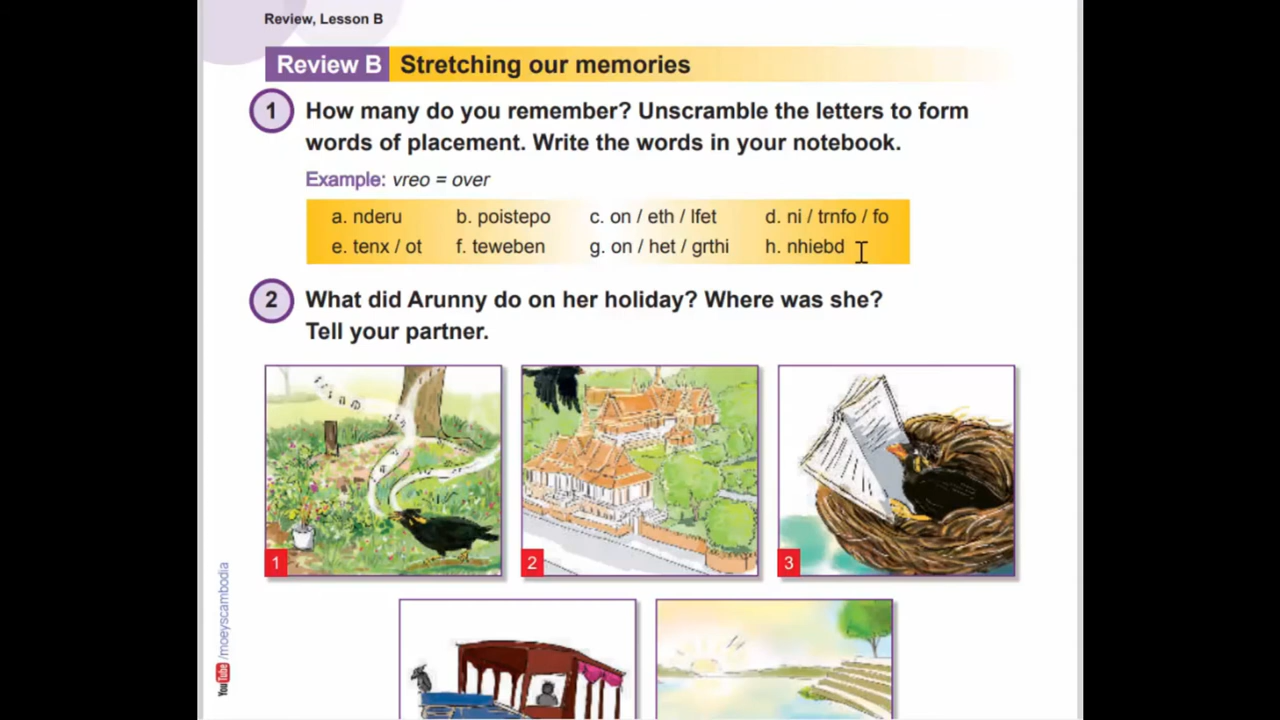 Review, Lesson B
Review B Stretching our memories
1 How many do you remember? Unscramble the letters to form
words of placement. Write the words in your notebook.
Example: vreo = over
a. nderu b. poistepo c. on / eth / lfet d. ni / trnfo / fo
e. tenx / ot f. teweben g. on / het / grthi h. nhiebd
2 What did Arunny do on her holiday? Where was she?
Tell your partner.
1 2 3
YouTube /moeyscambodia